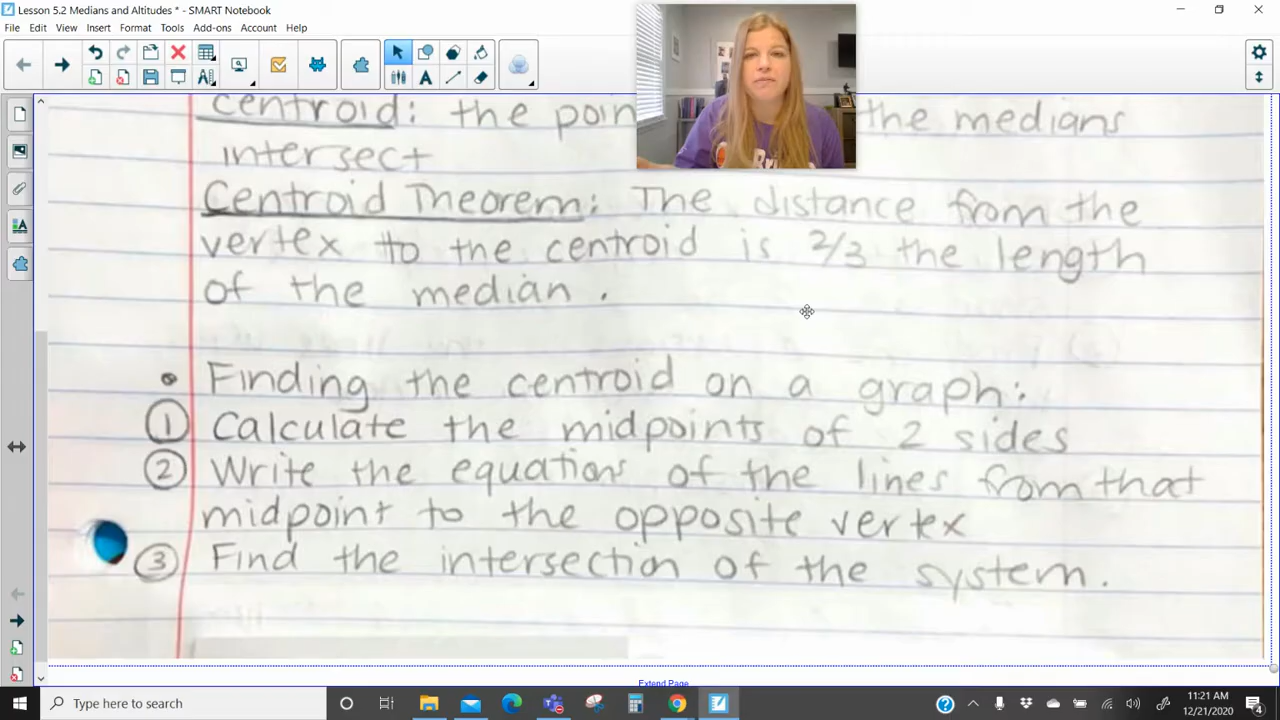 Lesson 5.2 Medians and Altitudes * - SMART Notebook
File Edit View Insert Format Tools Add-ons Account Help
Centroid: the poin the medians
intersect
Centroid Theorem: The distance from the
vertex to the centroid is 2/3 the length
of the median.
• Finding the centroid on a graph:
① Calculate the midpoints of 2 sides
② Write the equations of the lines from that
midpoint to the opposite vertex
③ Find the intersection of the system.
Extend Page
Type here to search
11:21 AM
12/21/2020
4